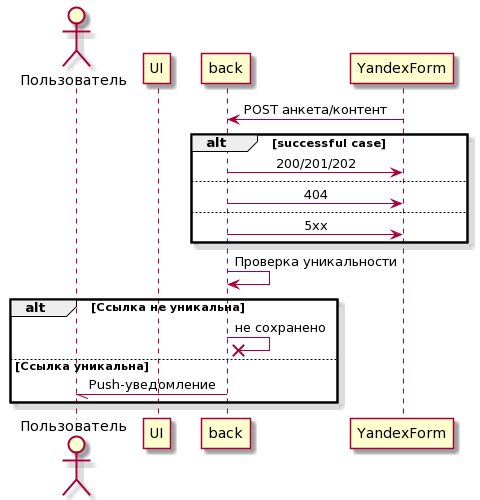 Пользователь
UI
back
YandexForm
POST анкета/контент
alt
[successful case]
200/201/202
404
5xx
Проверка уникальности
alt
[Ссылка не уникальна]
не сохранено
[Ссылка уникальна]
Push-уведомление
Пользователь
UI
back
YandexForm